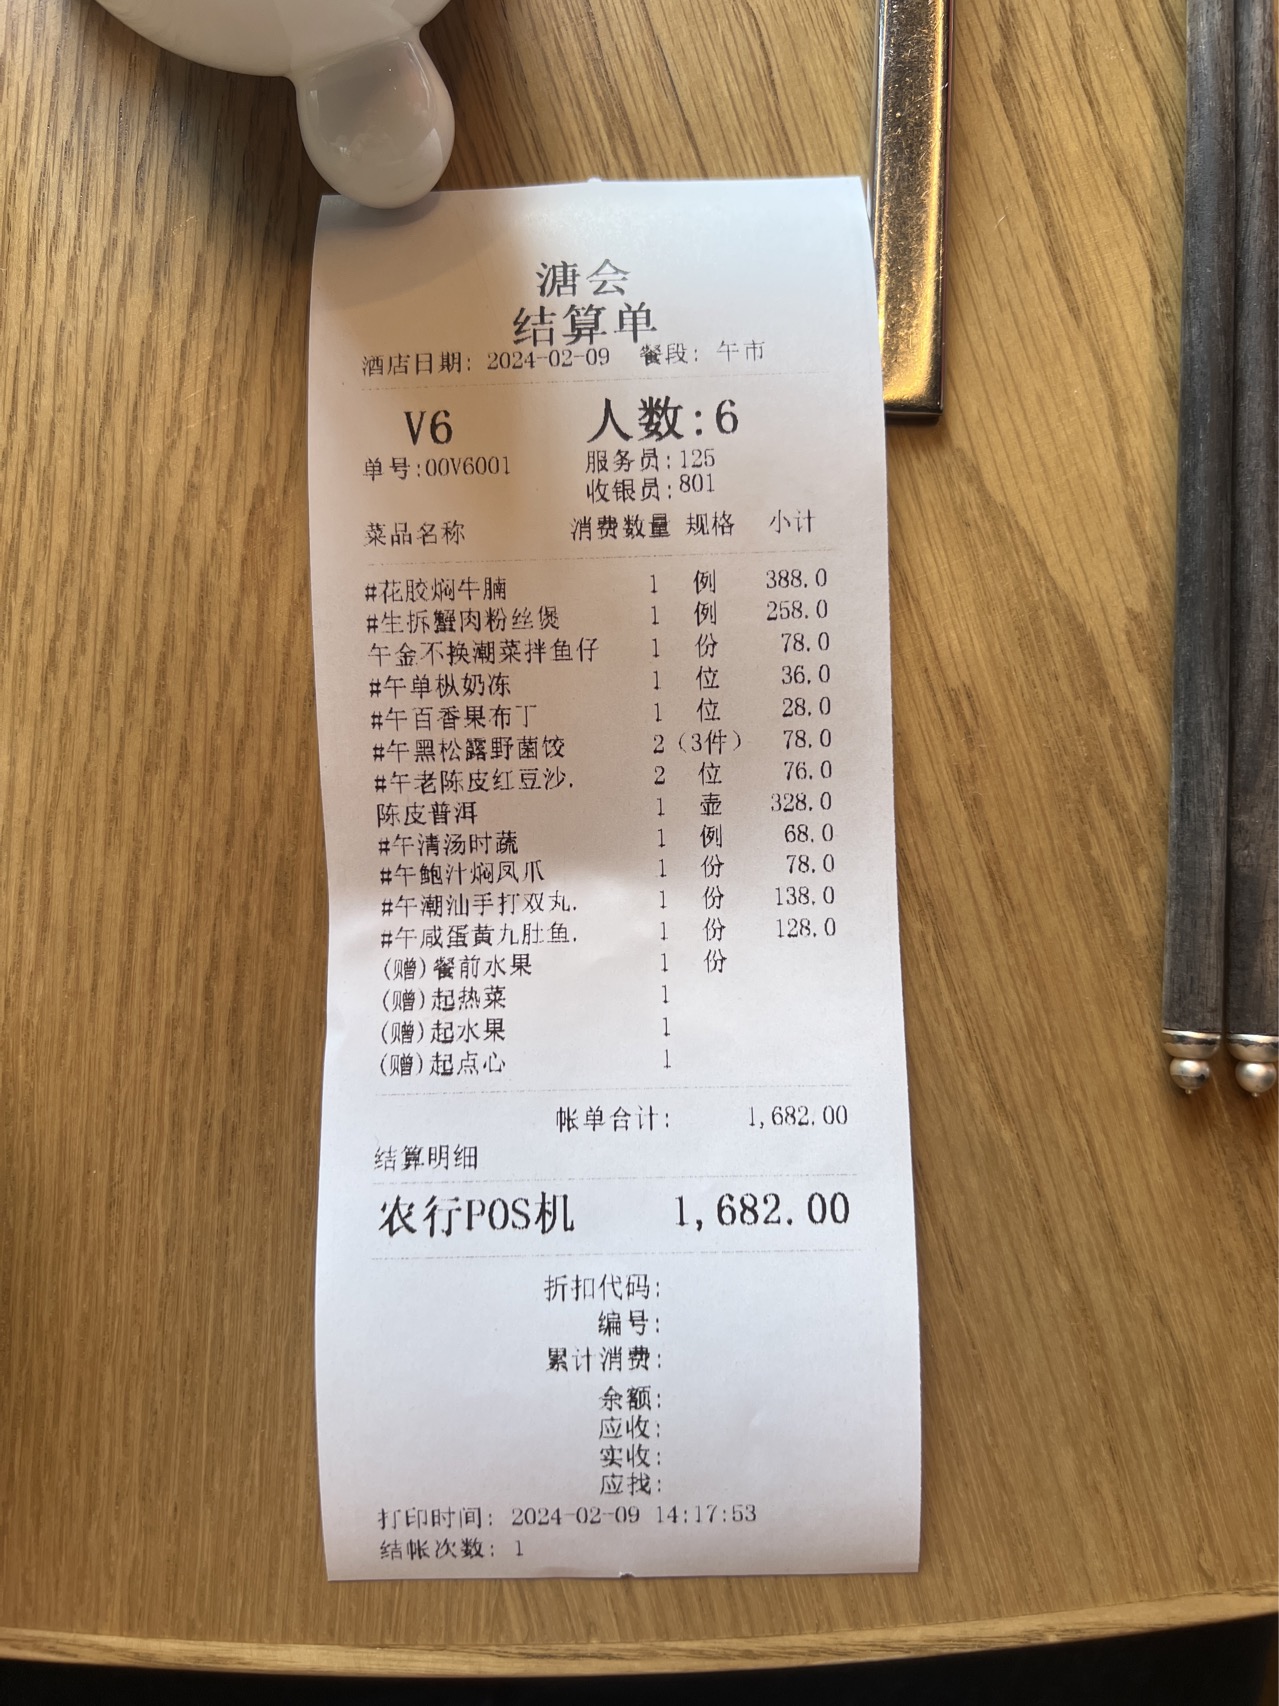 溏会
结算单
酒店日期: 2024-02-09 餐段: 午市
V6 人数:6
单号:00V6001 服务员:125
收银员:801
菜品名称 消费数量 规格 小计
#花胶焖牛腩 1 例 388.0
#生拆蟹肉粉丝煲 1 例 258.0
午金不换潮菜拌鱼仔 1 份 78.0
#午单枞奶冻 1 位 36.0
#午百香果布丁 1 位 28.0
#午黑松露野菌饺 2 (3件) 78.0
#午老陈皮红豆沙. 2 位 76.0
陈皮普洱 1 壶 328.0
#午清汤时蔬 1 例 68.0
#午鲍汁焖凤爪 1 份 78.0
#午潮汕手打双丸. 1 份 138.0
#午咸蛋黄九肚鱼. 1 份 128.0
(赠)餐前水果 1 份
(赠)起热菜 1
(赠)起水果 1
(赠)起点心 1
帐单合计: 1,682.00
结算明细
农行POS机 1,682.00
折扣代码:
编号:
累计消费:
余额:
应收:
实收:
应找:
打印时间: 2024-02-09 14:17:53
结帐次数: 1